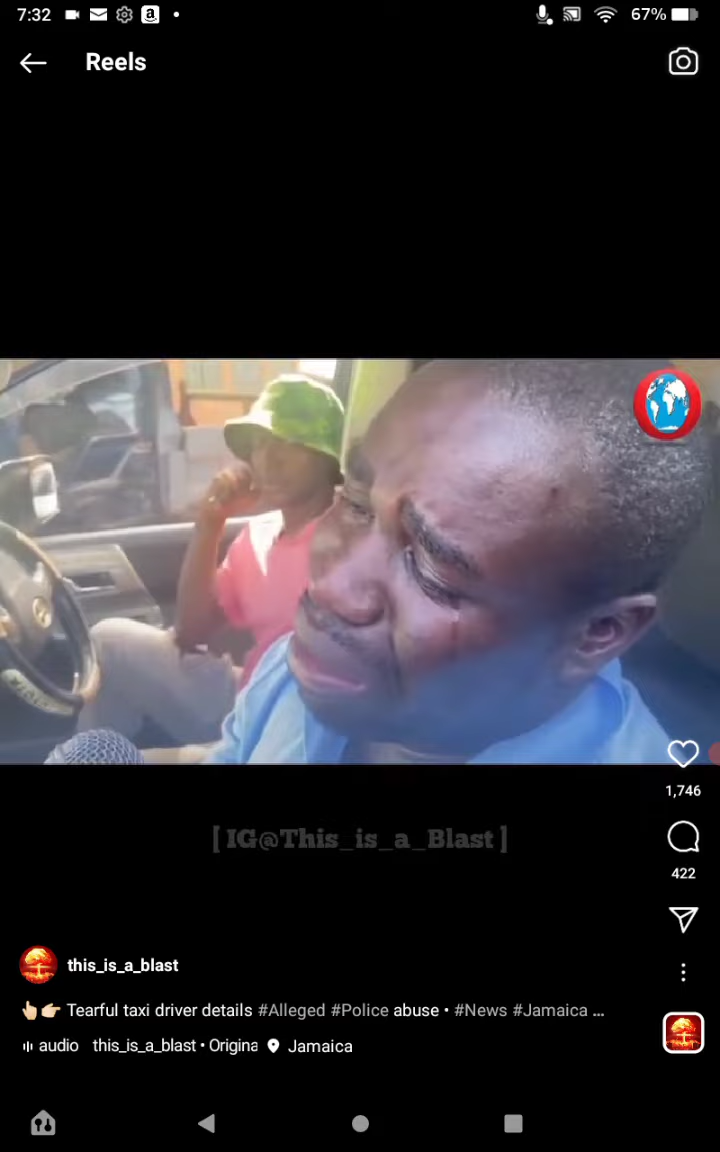 7:32
67%
Reels
1,746
[ IG@This_is_a_Blast ]
422
this_is_a_blast
👆🏼👉🏼 Tearful taxi driver details #Alleged #Police abuse • #News #Jamaica ...
audio this_is_a_blast • Origina Jamaica